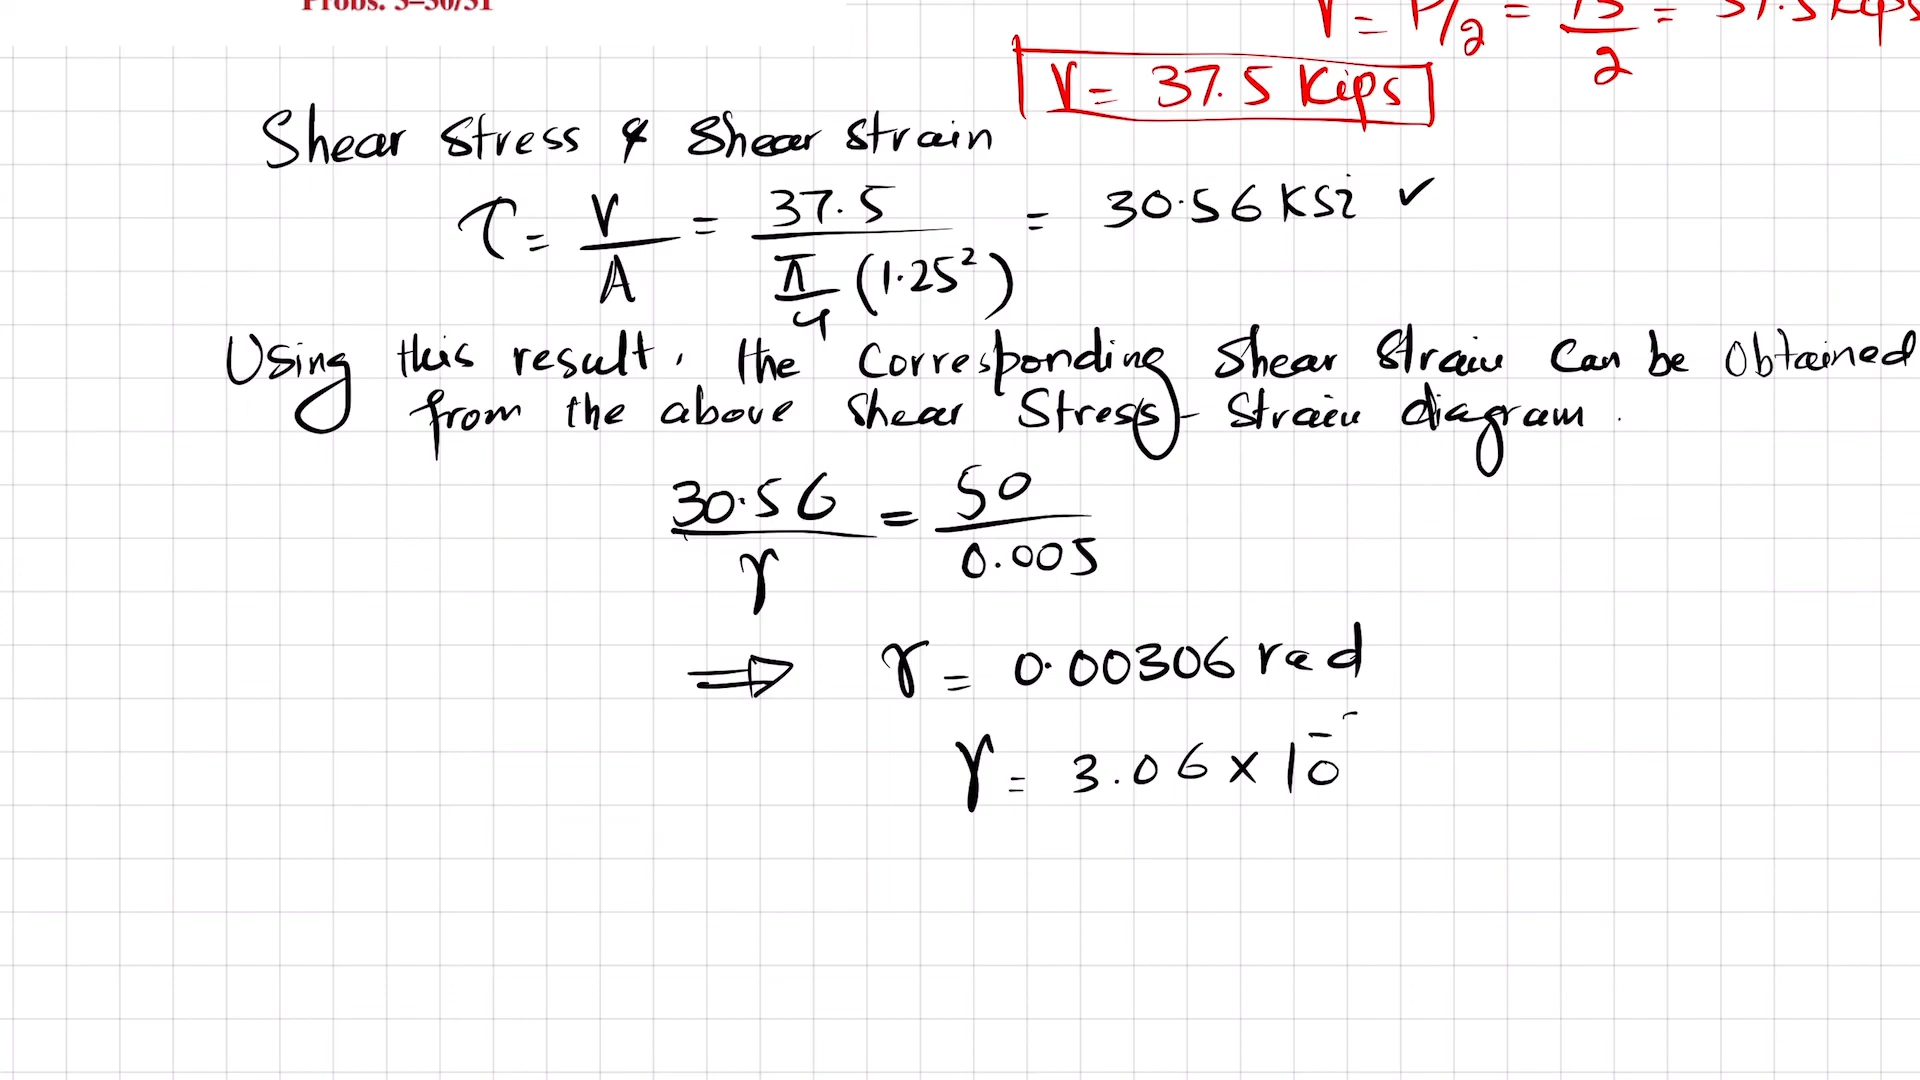 Probs. 3–30/31
V = P/2 = 75/2 = 37.5 Kips
V = 37.5 Kips
Shear Stress & Shear Strain
τ = V/A = 37.5/(π/4 (1.25²)) = 30.56 KSi ✓
Using this result, the Corresponding Shear Strain Can be Obtained
from the above Shear Stress-Strain diagram.
30.56/γ = 50/0.005
⇒ γ = 0.00306 rad
γ = 3.06 × 10⁻